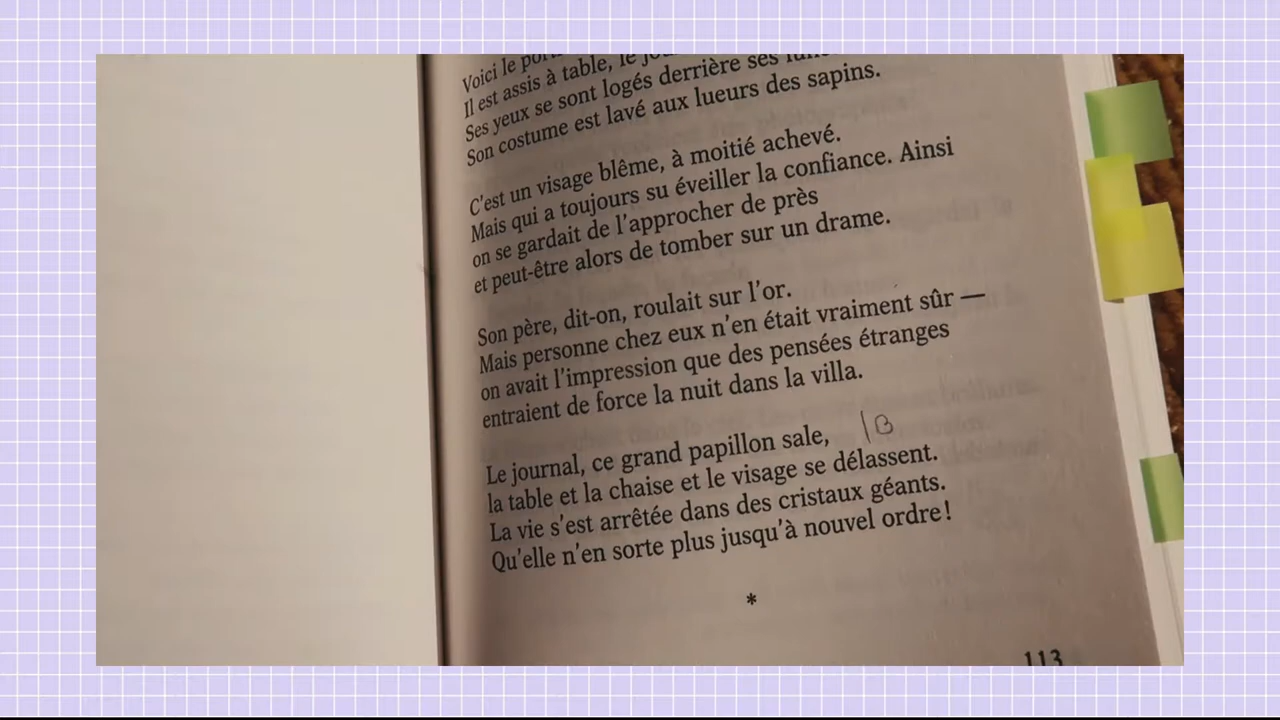 Voici le
Il est assis à table, le
Ses yeux se sont logés derrière ses
Son costume est lavé aux lueurs des sapins.
C'est un visage blême, à moitié achevé.
Mais qui a toujours su éveiller la confiance. Ainsi
on se gardait de l'approcher de près
et peut-être alors de tomber sur un drame.
Son père, dit-on, roulait sur l'or.
Mais personne chez eux n'en était vraiment sûr —
on avait l'impression que des pensées étranges
entraient de force la nuit dans la villa.
Le journal, ce grand papillon sale,
la table et la chaise et le visage se délassent.
La vie s'est arrêtée dans des cristaux géants.
Qu'elle n'en sorte plus jusqu'à nouvel ordre !
*
113